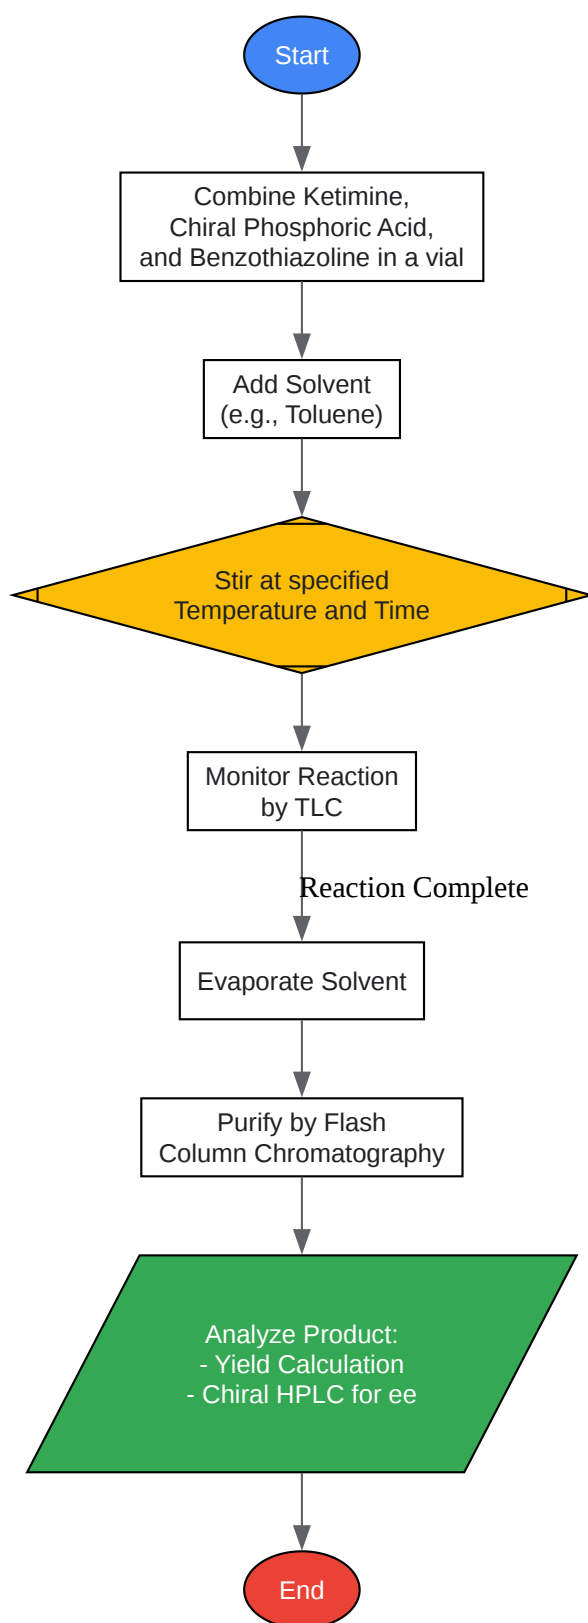 Start
Combine Ketimine,
Chiral Phosphoric Acid,
and Benzothiazoline in a vial
Add Solvent
(e.g., Toluene)
Stir at specified
Temperature and Time
Monitor Reaction
by TLC
Reaction Complete
Evaporate Solvent
Purify by Flash
Column Chromatography
Analyze Product:
- Yield Calculation
- Chiral HPLC for ee
End